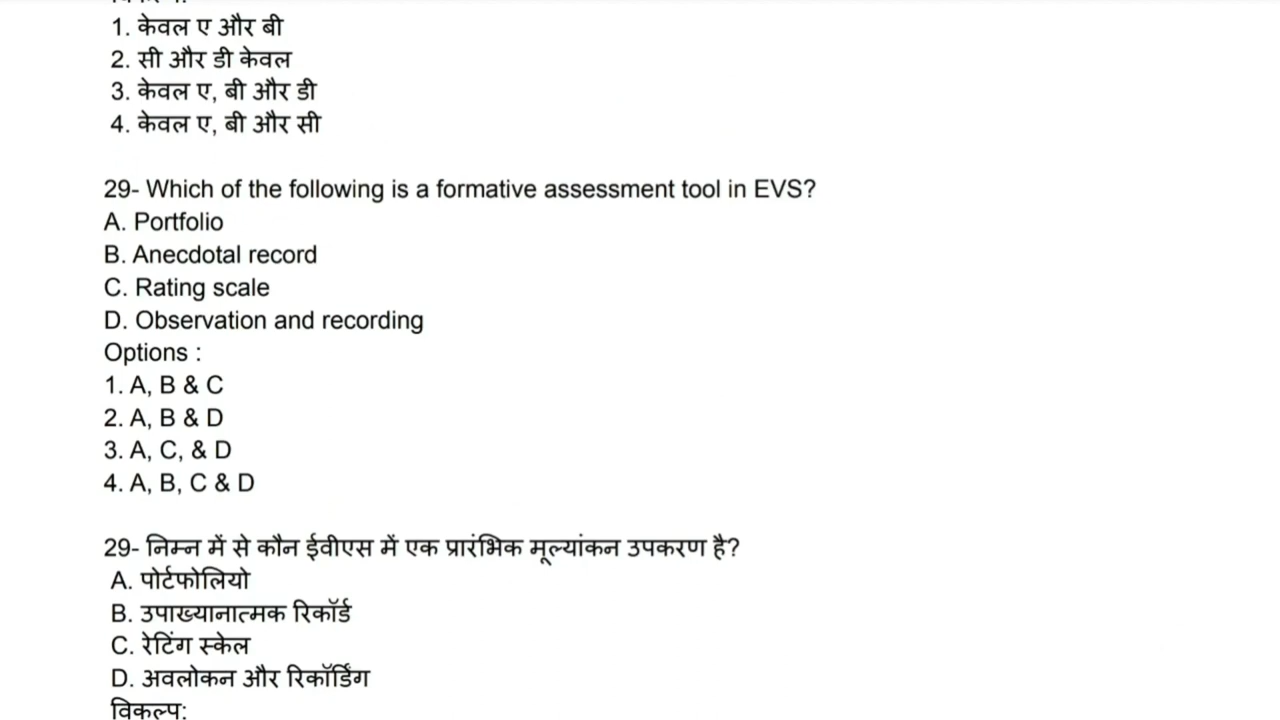 1. केवल ए और बी
2. सी और डी केवल
3. केवल ए, बी और डी
4. केवल ए, बी और सी
29- Which of the following is a formative assessment tool in EVS?
A. Portfolio
B. Anecdotal record
C. Rating scale
D. Observation and recording
Options :
1. A, B & C
2. A, B & D
3. A, C, & D
4. A, B, C & D
29- निम्न में से कौन ईवीएस में एक प्रारंभिक मूल्यांकन उपकरण है?
A. पोर्टफोलियो
B. उपाख्यानात्मक रिकॉर्ड
C. रेटिंग स्केल
D. अवलोकन और रिकॉर्डिंग
विकल्प: